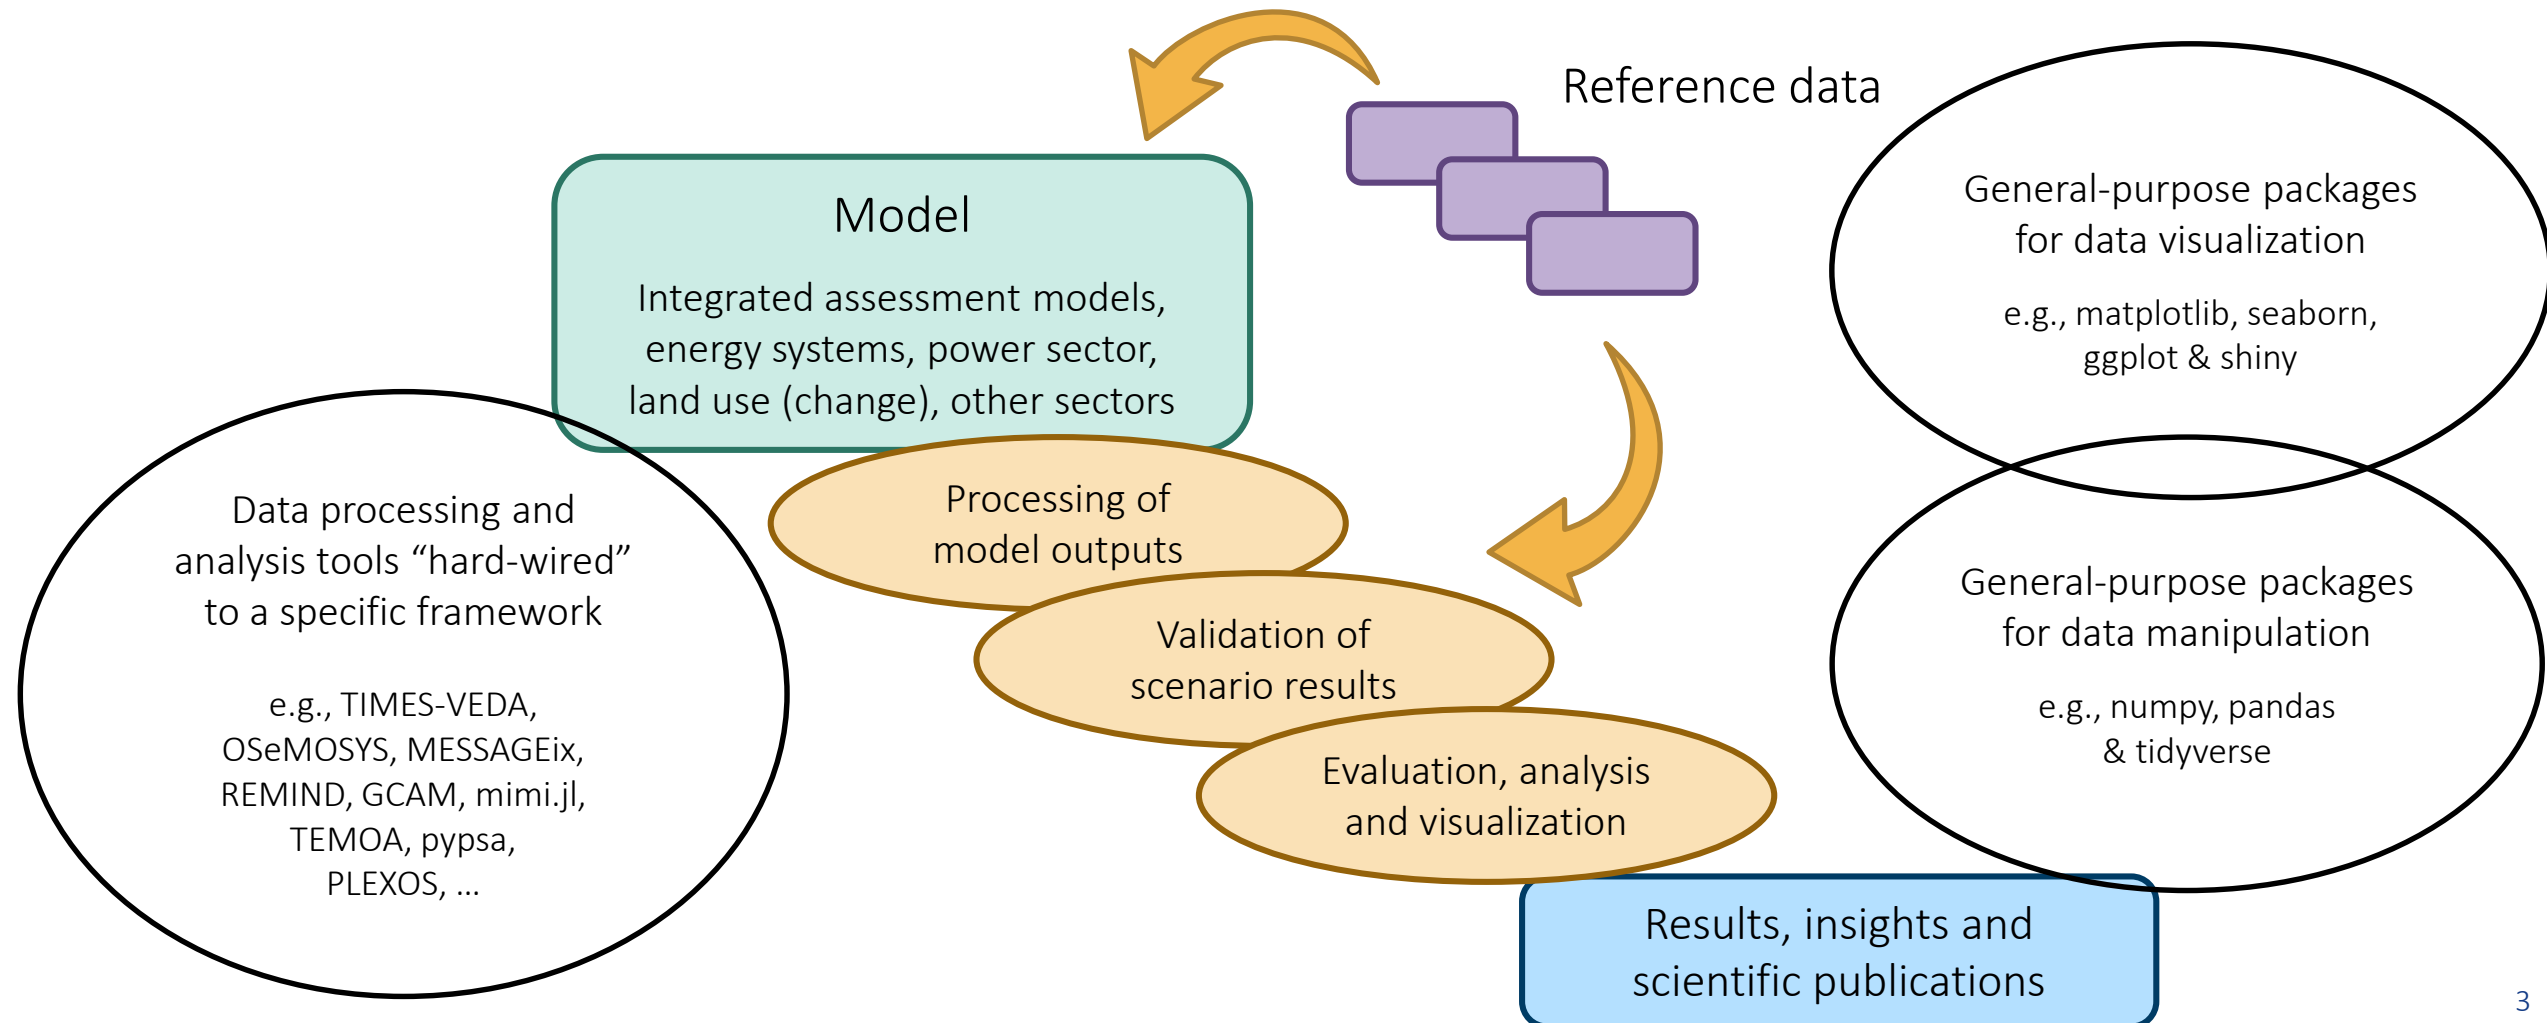 Reference data
Model
Integrated assessment models,
energy systems, power sector,
land use (change), other sectors
General-purpose packages
for data visualization
e.g., matplotlib, seaborn,
ggplot & shiny
Data processing and
analysis tools “hard-wired”
to a specific framework
e.g., TIMES-VEDA,
OSeMOSYS, MESSAGEix,
REMIND, GCAM, mimi.jl,
TEMOA, pypsa,
PLEXOS, ...
Processing of
model outputs
Validation of
scenario results
Evaluation, analysis
and visualization
General-purpose packages
for data manipulation
e.g., numpy, pandas
& tidyverse
Results, insights and
scientific publications
3